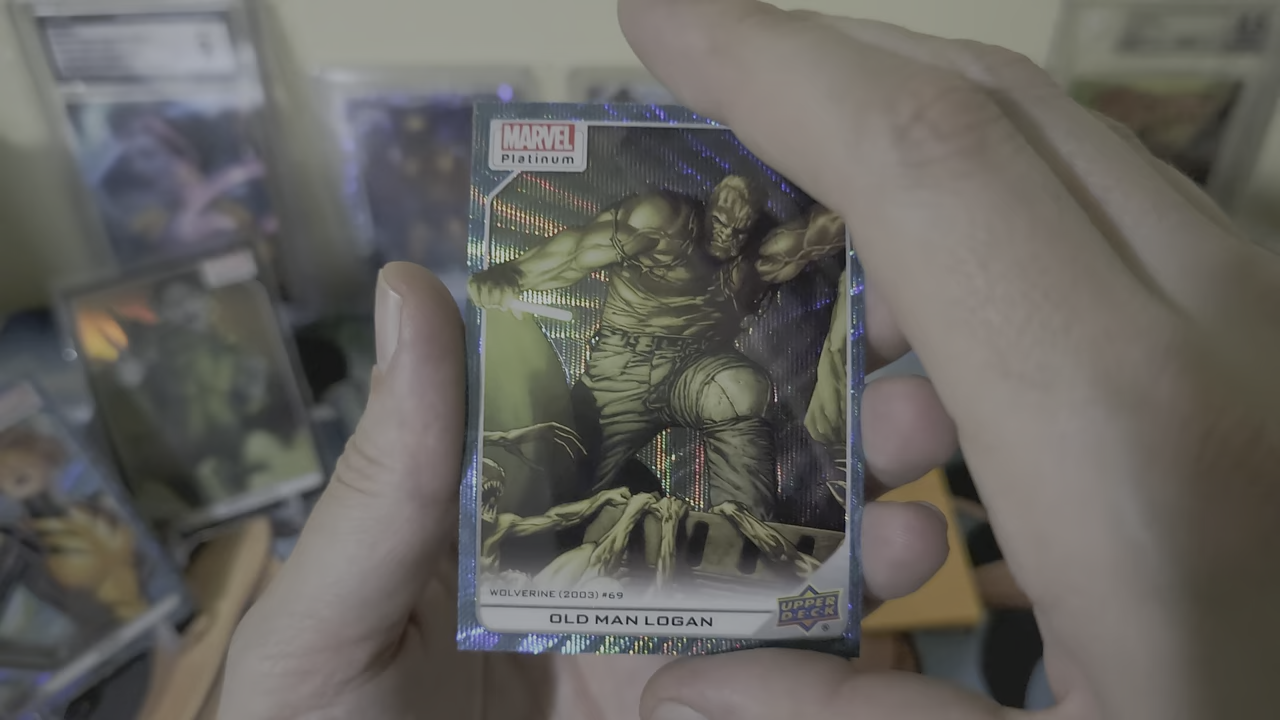 MARVEL
Platinum
WOLVERINE (2003) #69
OLD MAN LOGAN
UPPER
DECK